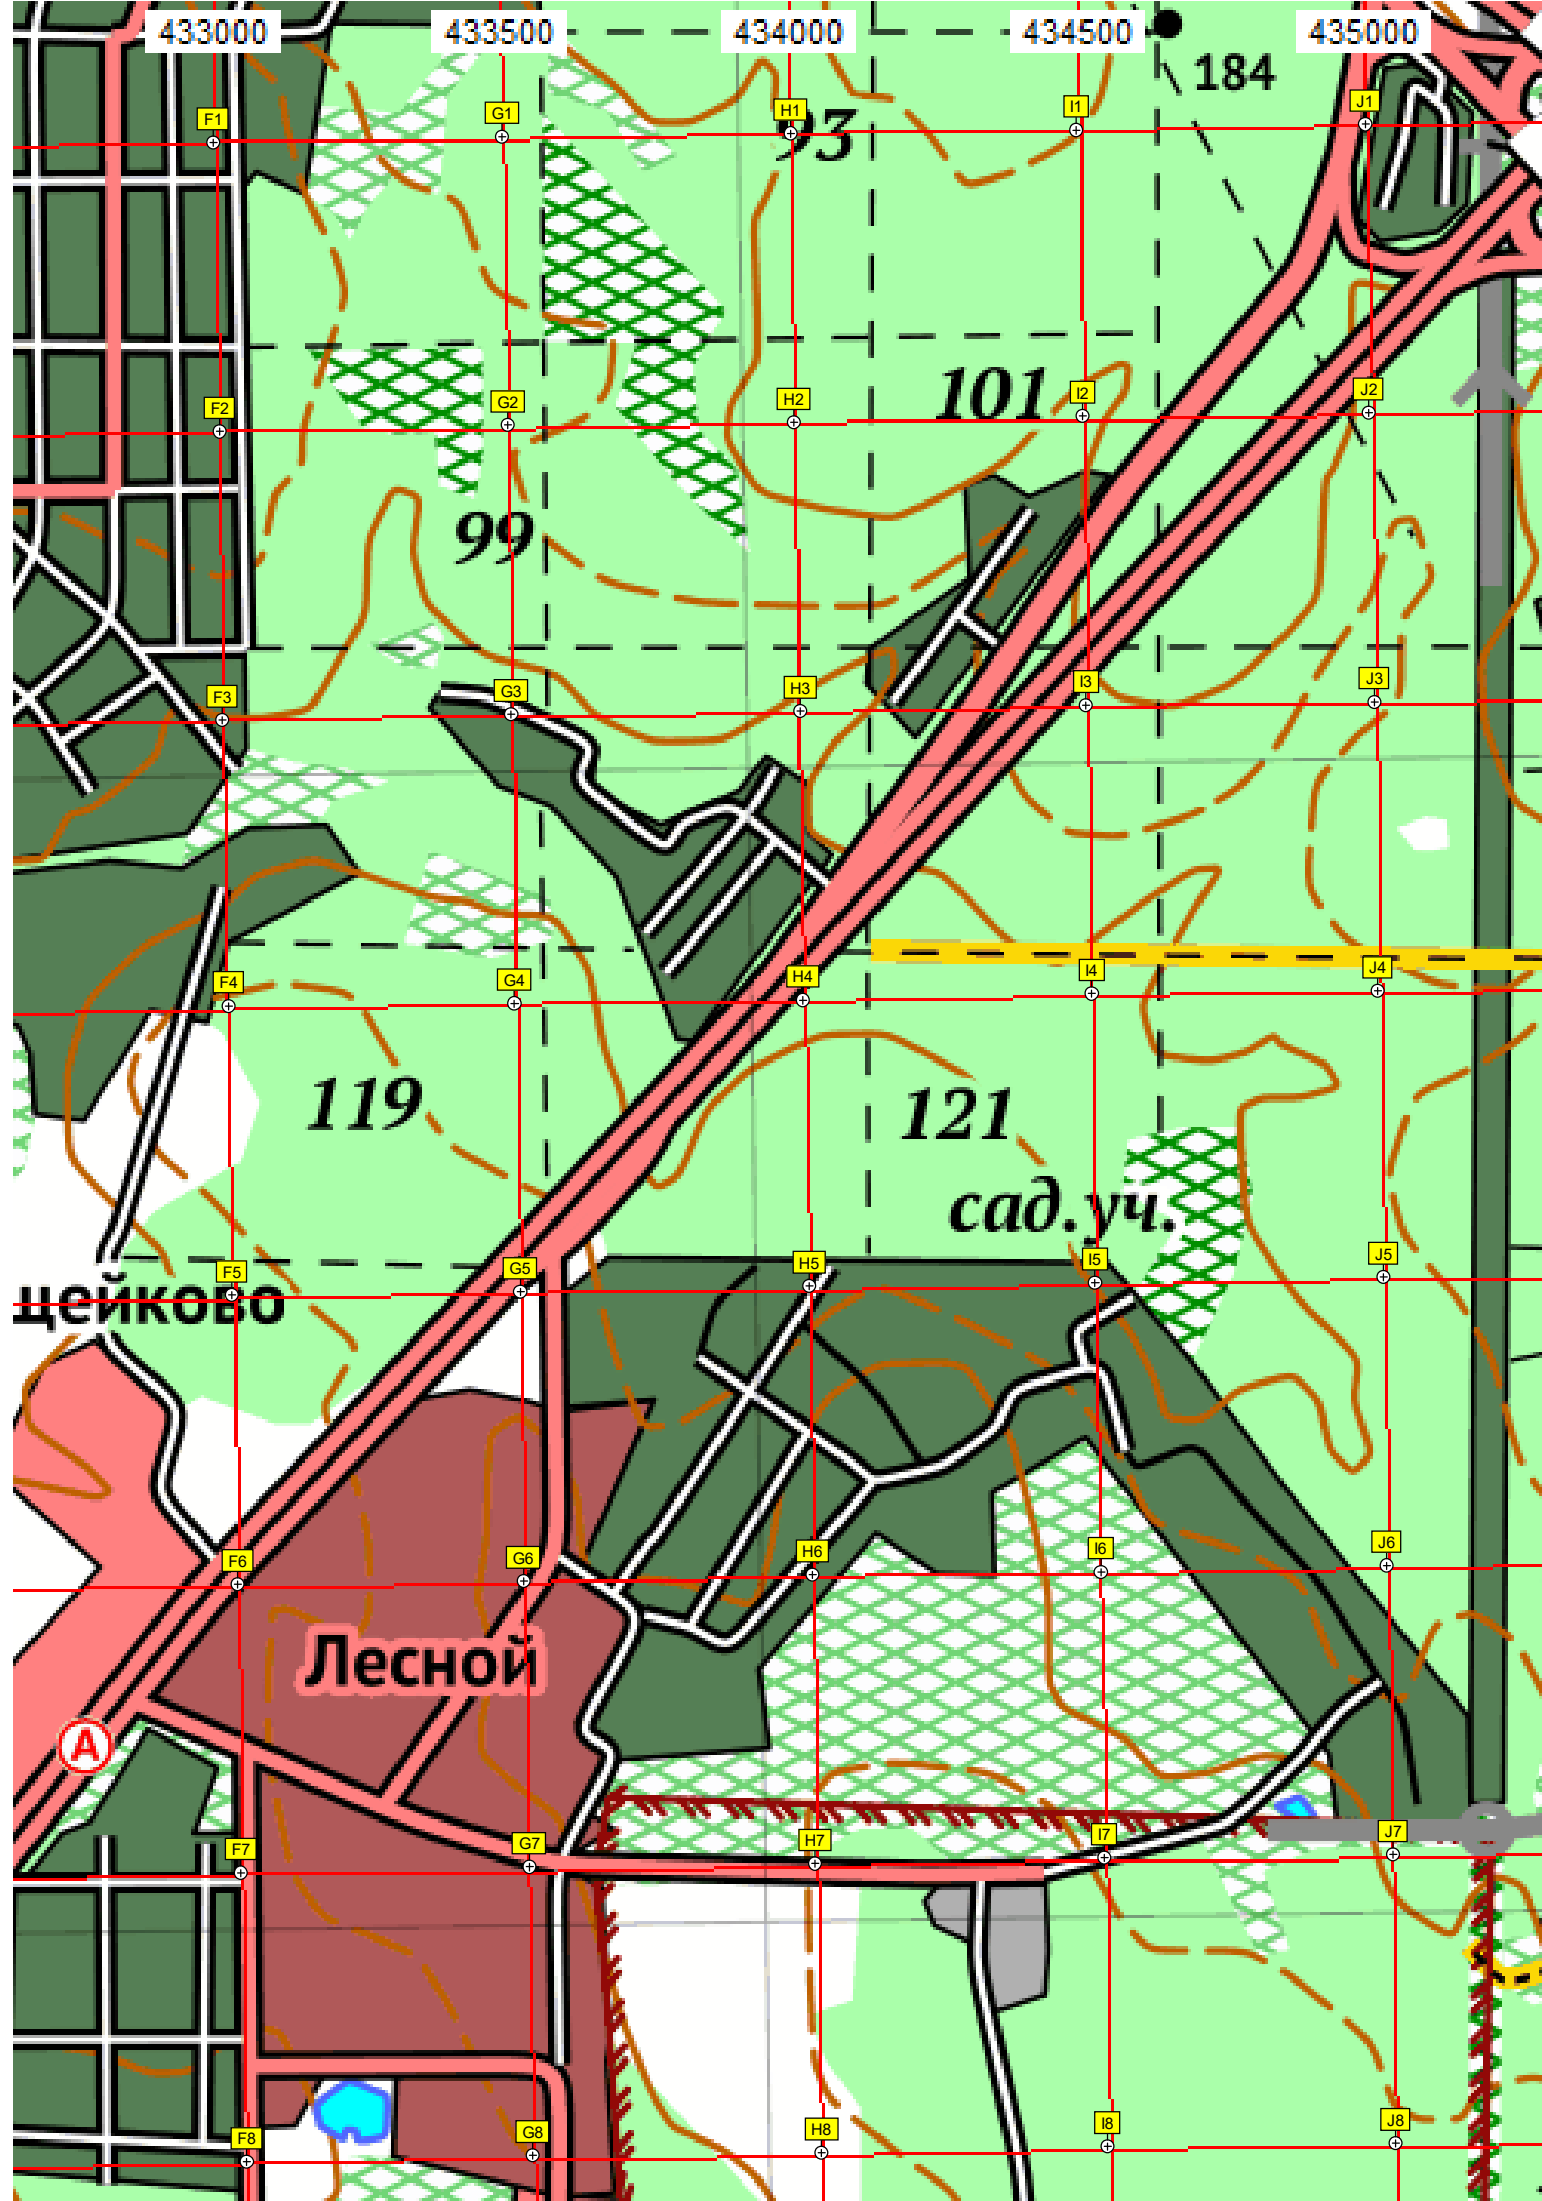 433000 433500 434000 434500 435000
184
F1 G1 H1 I1 J1
93
101
F2 G2 H2 I2 J2
99
F3 G3 H3 I3 J3
F4 G4 H4 I4 J4
119 121
сад.уч.
F5 G5 H5 I5 J5
щейково
F6 G6 H6 I6 J6
Лесной
А
F7 G7 H7 I7 J7
F8 G8 H8 I8 J8